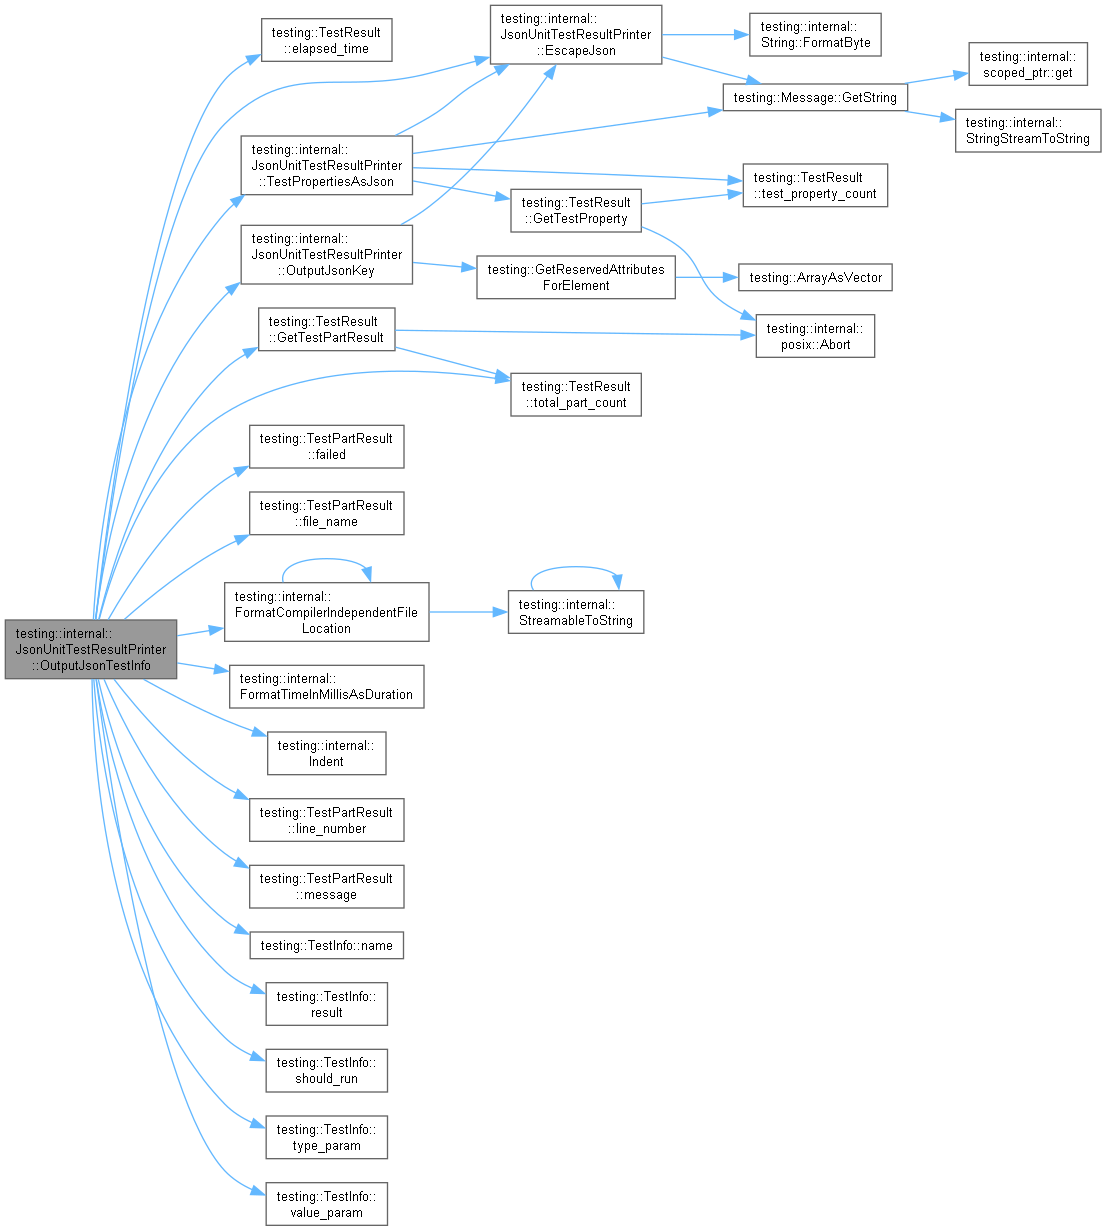 testing::internal::
JsonUnitTestResultPrinter
::OutputJsonTestInfo
testing::TestResult
::elapsed_time
testing::internal::
JsonUnitTestResultPrinter
::EscapeJson
testing::internal::
String::FormatByte
testing::Message::GetString
testing::internal::
scoped_ptr::get
testing::internal::
StringStreamToString
testing::internal::
JsonUnitTestResultPrinter
::TestPropertiesAsJson
testing::TestResult
::test_property_count
testing::TestResult
::GetTestProperty
testing::internal::
JsonUnitTestResultPrinter
::OutputJsonKey
testing::GetReservedAttributes
ForElement
testing::ArrayAsVector
testing::TestResult
::GetTestPartResult
testing::internal::
posix::Abort
testing::TestResult
::total_part_count
testing::TestPartResult
::failed
testing::TestPartResult
::file_name
testing::internal::
FormatCompilerIndependentFile
Location
testing::internal::
StreamableToString
testing::internal::
FormatTimeInMillisAsDuration
testing::internal::
Indent
testing::TestPartResult
::line_number
testing::TestPartResult
::message
testing::TestInfo::name
testing::TestInfo::
result
testing::TestInfo::
should_run
testing::TestInfo::
type_param
testing::TestInfo::
value_param